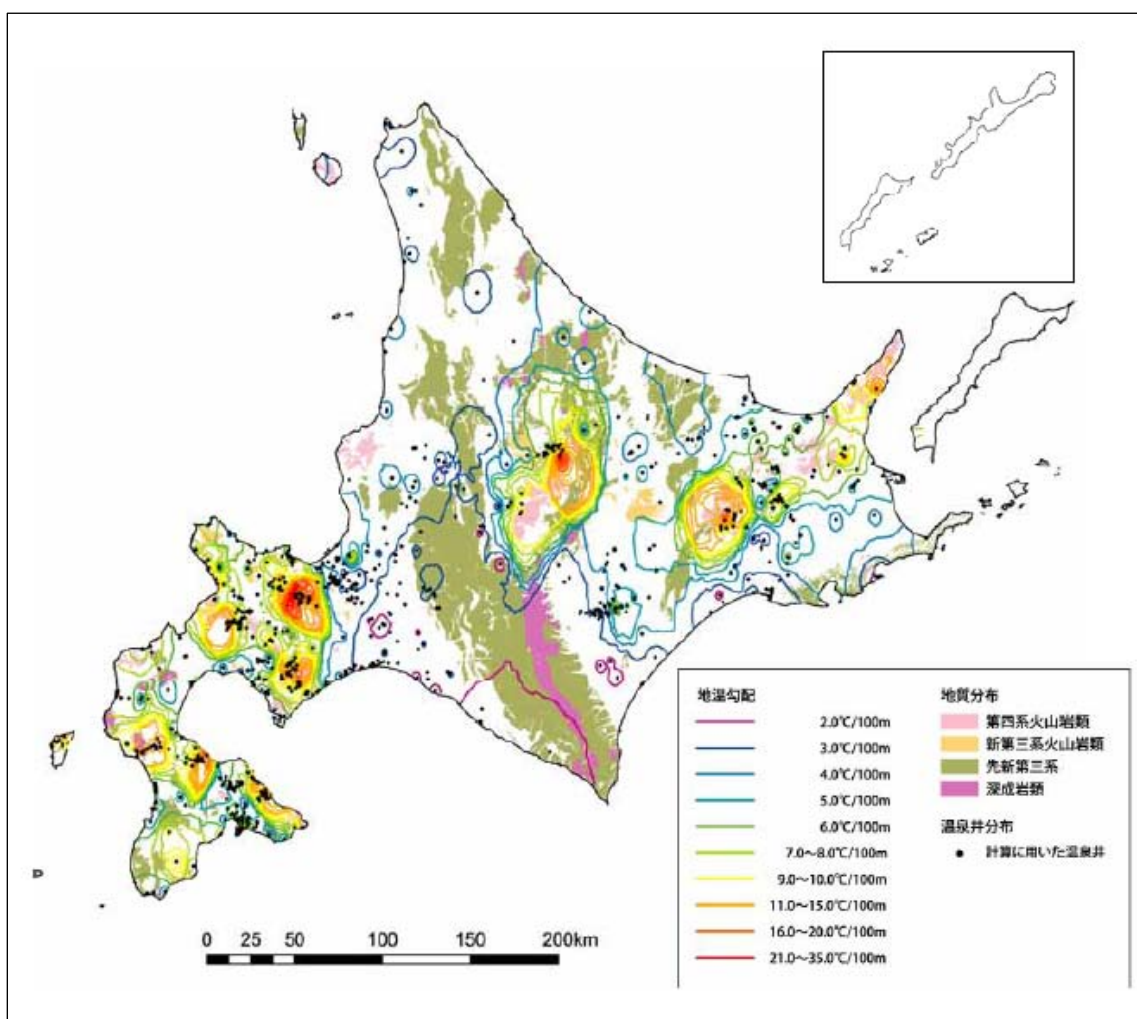 地温勾配
2.0℃/100m
3.0℃/100m
4.0℃/100m
5.0℃/100m
6.0℃/100m
7.0～8.0℃/100m
9.0～10.0℃/100m
11.0～15.0℃/100m
16.0～20.0℃/100m
21.0～35.0℃/100m
地質分布
第四系火山岩類
新第三系火山岩類
先新第三系
深成岩類
温泉井分布
計算に用いた温泉井
0 25 50 100 150 200km